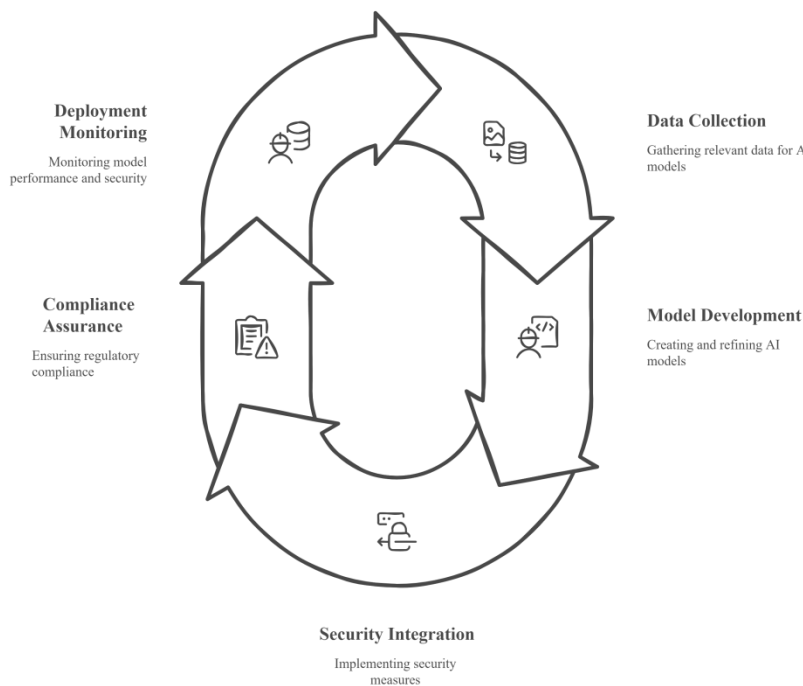 Deployment
Monitoring
Monitoring model
performance and security
Data Collection
Gathering relevant data for A
models
Compliance
Assurance
Ensuring regulatory
compliance
Model Development
Creating and refining AI
models
Security Integration
Implementing security
measures